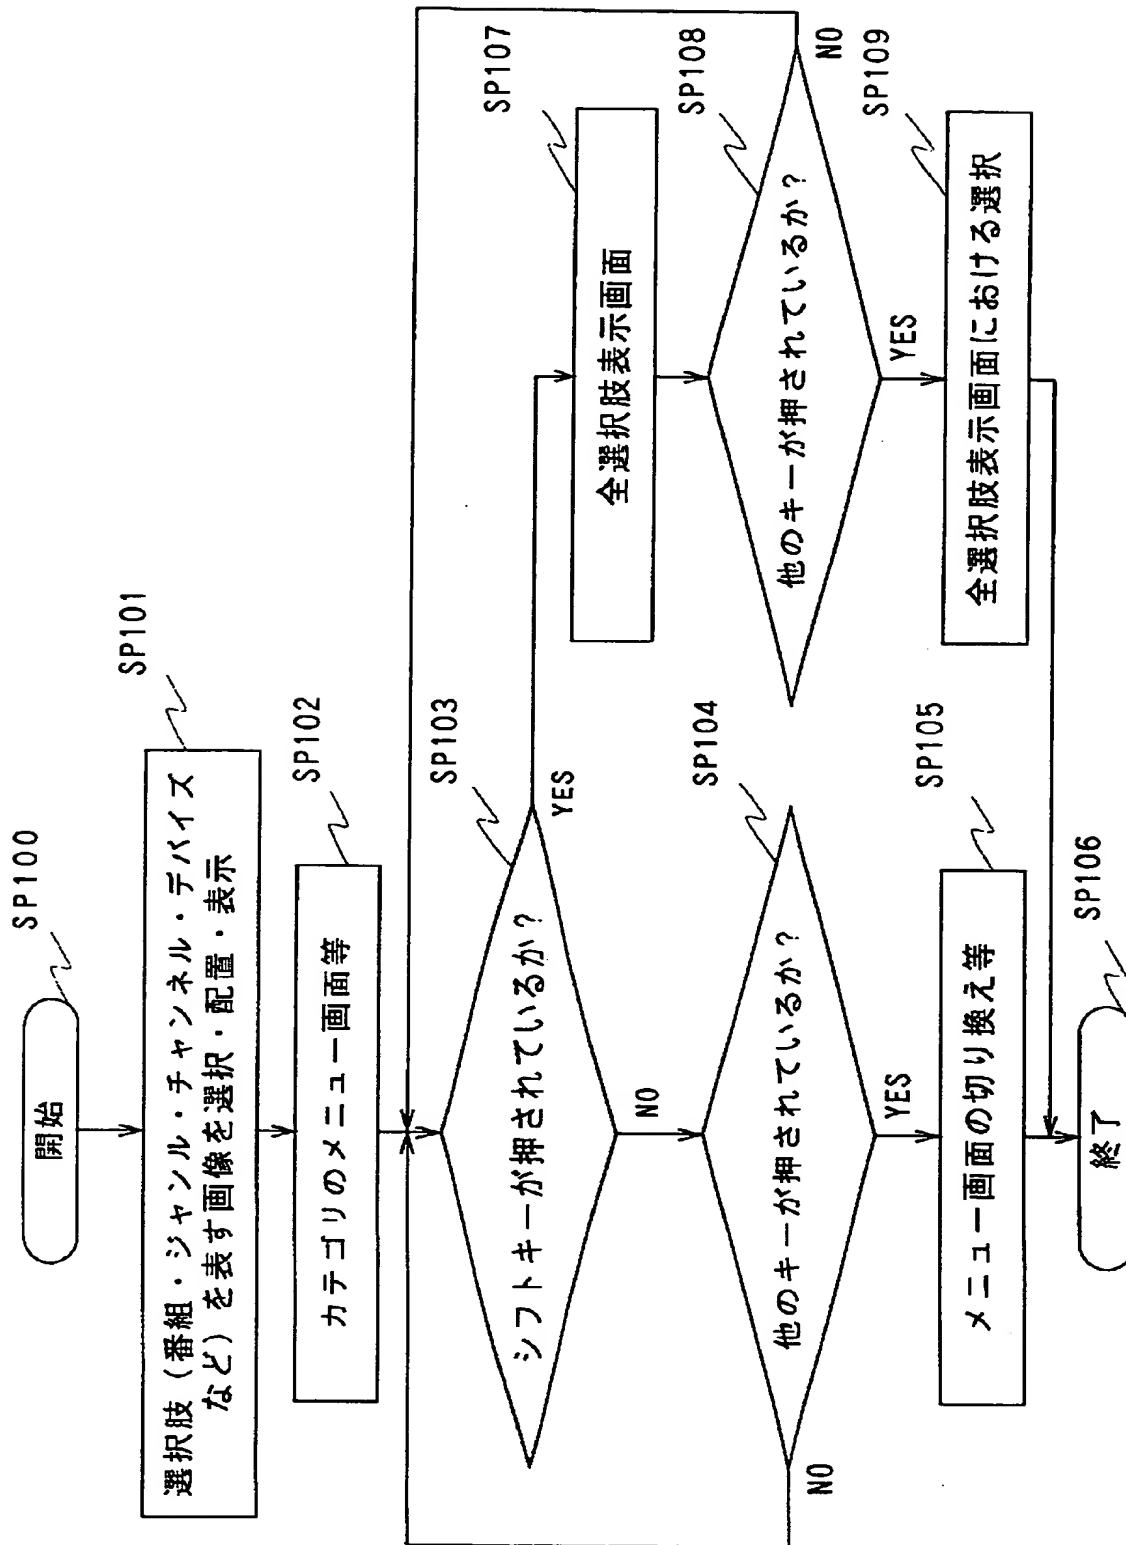 開始
SP100
選択肢（番組・ジャンル・チャンネル・デバイズ
など）を表す画像を選択・配置・表示
SP101
カテゴリのメニュー画面等
SP102
シフトキーが押されているか？
SP103
YES
NO
他のキーが押されているか？
SP104
NO
YES
メニュー画面の切り換え等
SP105
終了
SP106
全選択肢表示画面
SP107
他のキーが押されているか？
SP108
NO
YES
全選択肢表示画面における選択
SP109